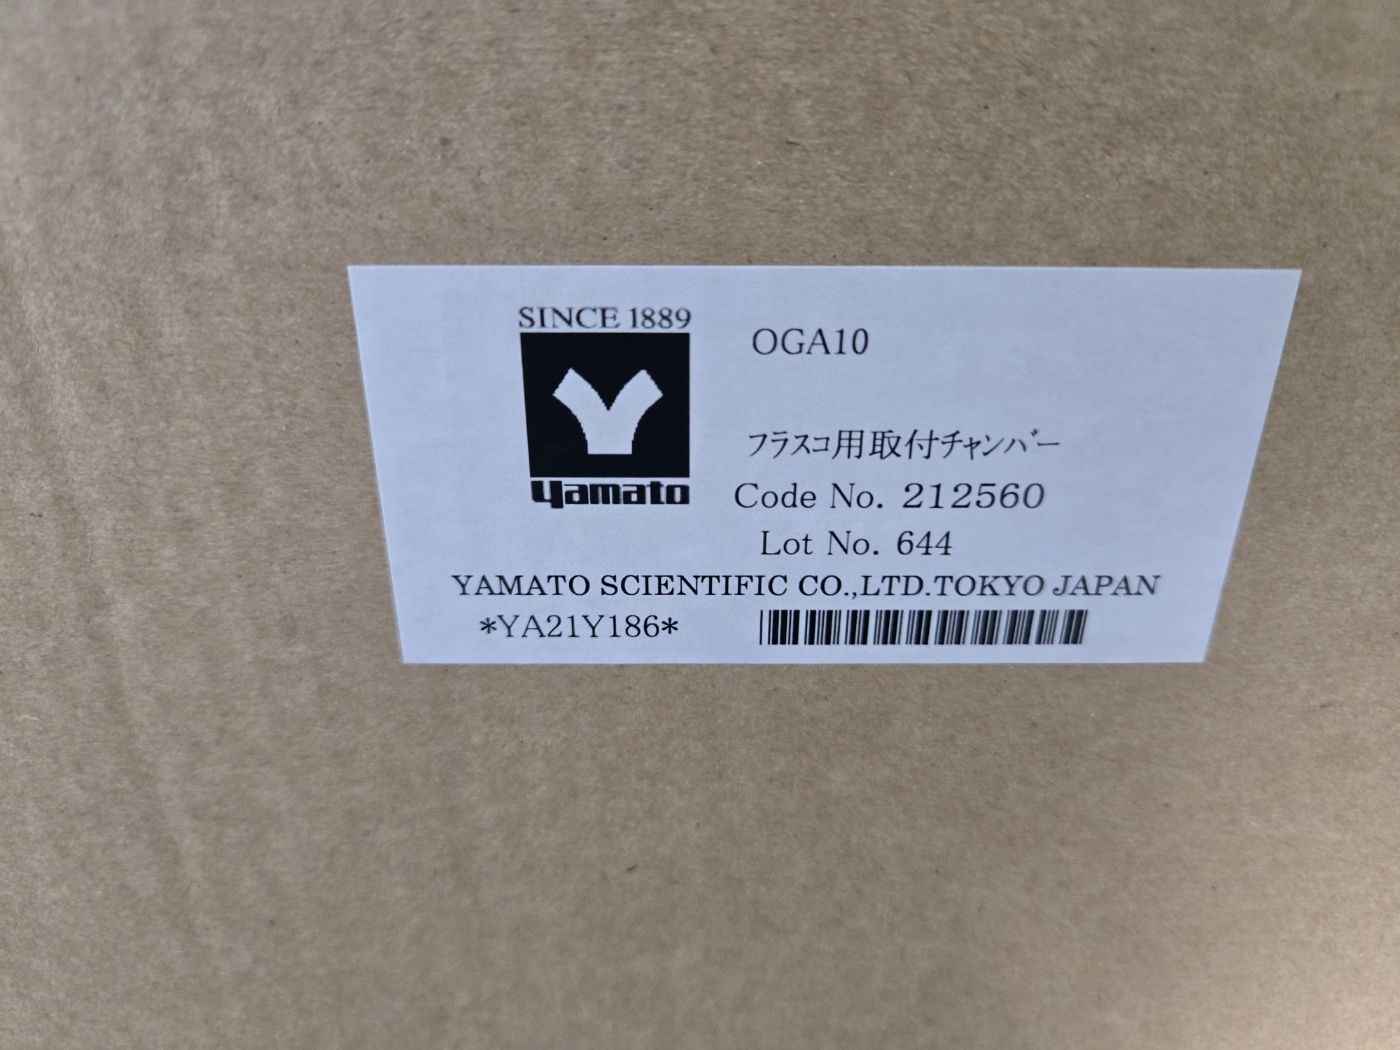 SINCE 1889
Yamato
OGA10
フラスコ用取付チャンバー
Code No. 212560
Lot No. 644
YAMATO SCIENTIFIC CO.,LTD.TOKYO JAPAN
*YA21Y186*